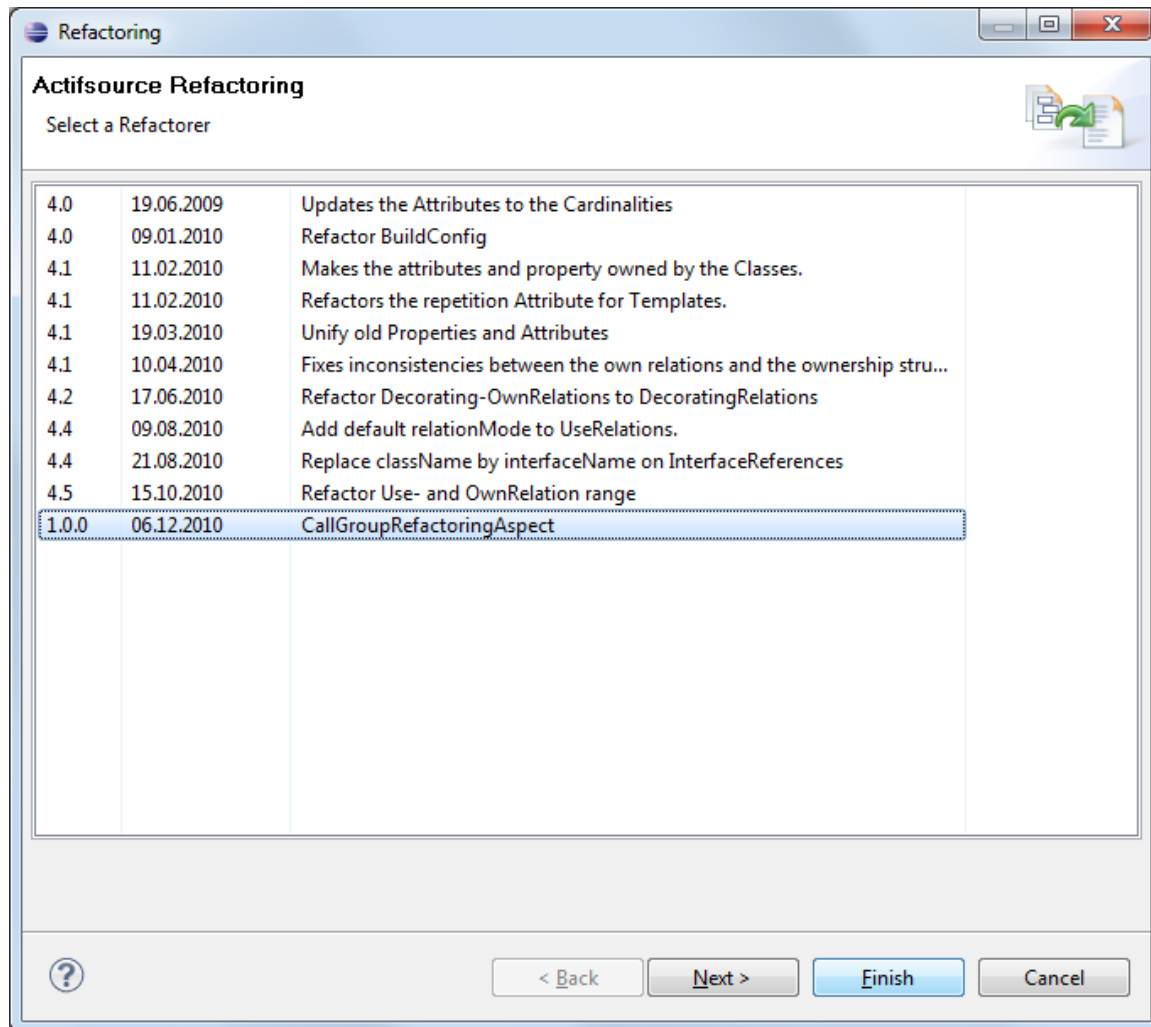 Refactoring
Actifsource Refactoring
Select a Refactorer
4.0 19.06.2009 Updates the Attributes to the Cardinalities
4.0 09.01.2010 Refactor BuildConfig
4.1 11.02.2010 Makes the attributes and property owned by the Classes.
4.1 11.02.2010 Refactors the repetition Attribute for Templates.
4.1 19.03.2010 Unify old Properties and Attributes
4.1 10.04.2010 Fixes inconsistencies between the own relations and the ownership stru...
4.2 17.06.2010 Refactor Decorating-OwnRelations to DecoratingRelations
4.4 09.08.2010 Add default relationMode to UseRelations.
4.4 21.08.2010 Replace className by interfaceName on InterfaceReferences
4.5 15.10.2010 Refactor Use- and OwnRelation range
1.0.0 06.12.2010 CallGroupRefactoringAspect
? < Back Next > Finish Cancel